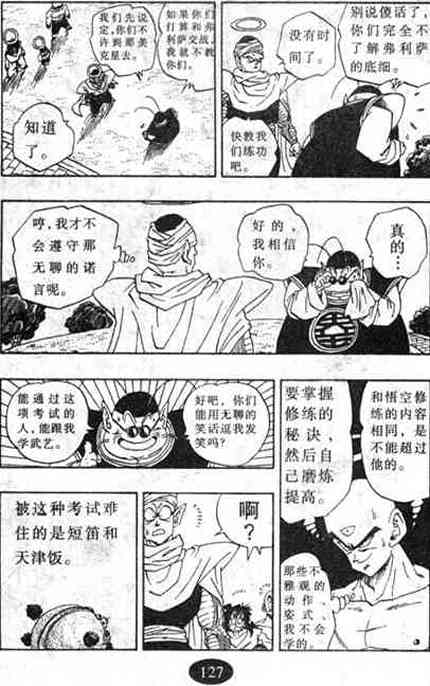 别说傻话了,
你们完全不
了解弗利萨
的底细。
没有时
间了。
快教我
们练功
吧。
如果你们
打算和弗
利萨交战,
我就不教
你们。
我们先说
定,你们不
许到那美
克星去。
知道
了。
真
的…
好的,
我相信
你。
哼,我才不
会遵守那
无聊的诺
言呢。
和悟空修
练的内容
相同,是
不能超过
他的。
要掌握
修练的
秘诀,
然后自
己磨炼
提高。
那些不
雅观的
动作、
姿式、
我不会
学的。
好吧,你们
能用无聊的
笑话逗我发
笑吗?
能通过这
项考试的
人,能跟我
学武艺。
啊?
被这种考试难
住的是短笛和
天津饭。
127